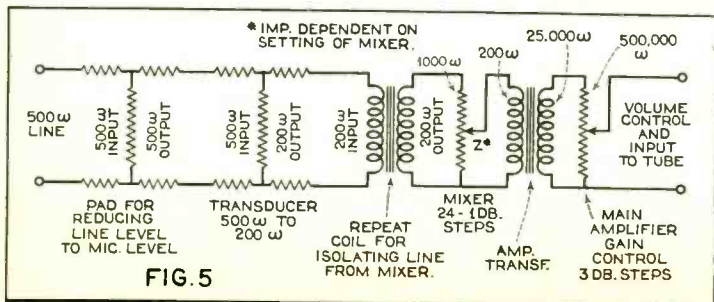 * IMP. DEPENDENT ON
SETTING OF MIXER.
1000 ω
200 ω
25.000 ω
500,000
ω
500 ω
LINE
500 ω
INPUT
500 ω
OUTPUT
500 ω
INPUT
200 ω
OUTPUT
200 ω
INPUT
200 ω
OUTPUT
Z*
VOLUME
CONTROL
AND
INPUT
TO TUBE
PAD FOR
REDUCING
LINE LEVEL
TO MIC. LEVEL
TRANSDUCER
500 ω TO
200 ω
REPEAT
COIL FOR
ISOLATING LINE
FROM MIXER.
MIXER
24-1DB.
STEPS
AMP.
TRANSF.
MAIN
AMPLIFIER
GAIN
CONTROL
3 DB. STEPS
FIG.5